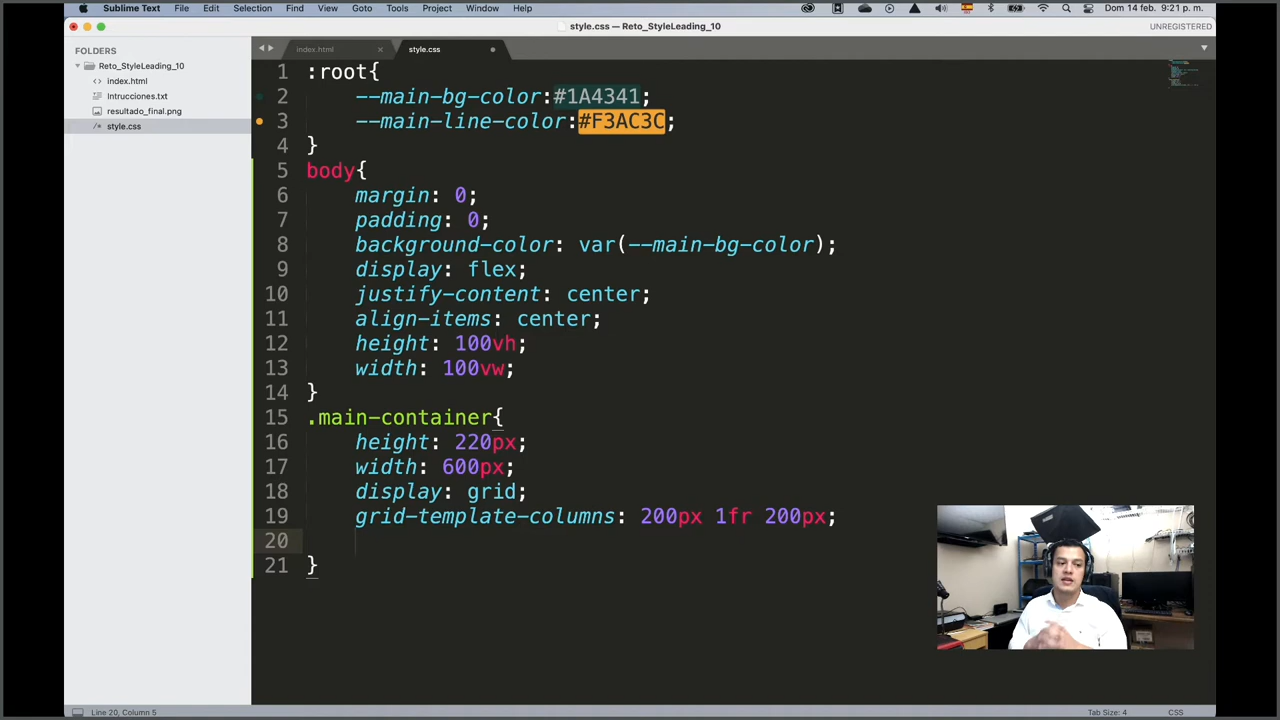 Sublime Text File Edit Selection Find View Goto Tools Project Window Help Dom 14 feb. 9:21 p. m.
style.css — Reto_StyleLeading_10 UNREGISTERED
FOLDERS
Reto_StyleLeading_10
<> index.html
Intrucciones.txt
resultado_final.png
/* style.css
index.html style.css
1 :root{
2 --main-bg-color:#1A4341;
3 --main-line-color:#F3AC3C;
4 }
5 body{
6 margin: 0;
7 padding: 0;
8 background-color: var(--main-bg-color);
9 display: flex;
10 justify-content: center;
11 align-items: center;
12 height: 100vh;
13 width: 100vw;
14 }
15 .main-container{
16 height: 220px;
17 width: 600px;
18 display: grid;
19 grid-template-columns: 200px 1fr 200px;
20
21 }
Line 20, Column 5 Tab Size: 4 CSS